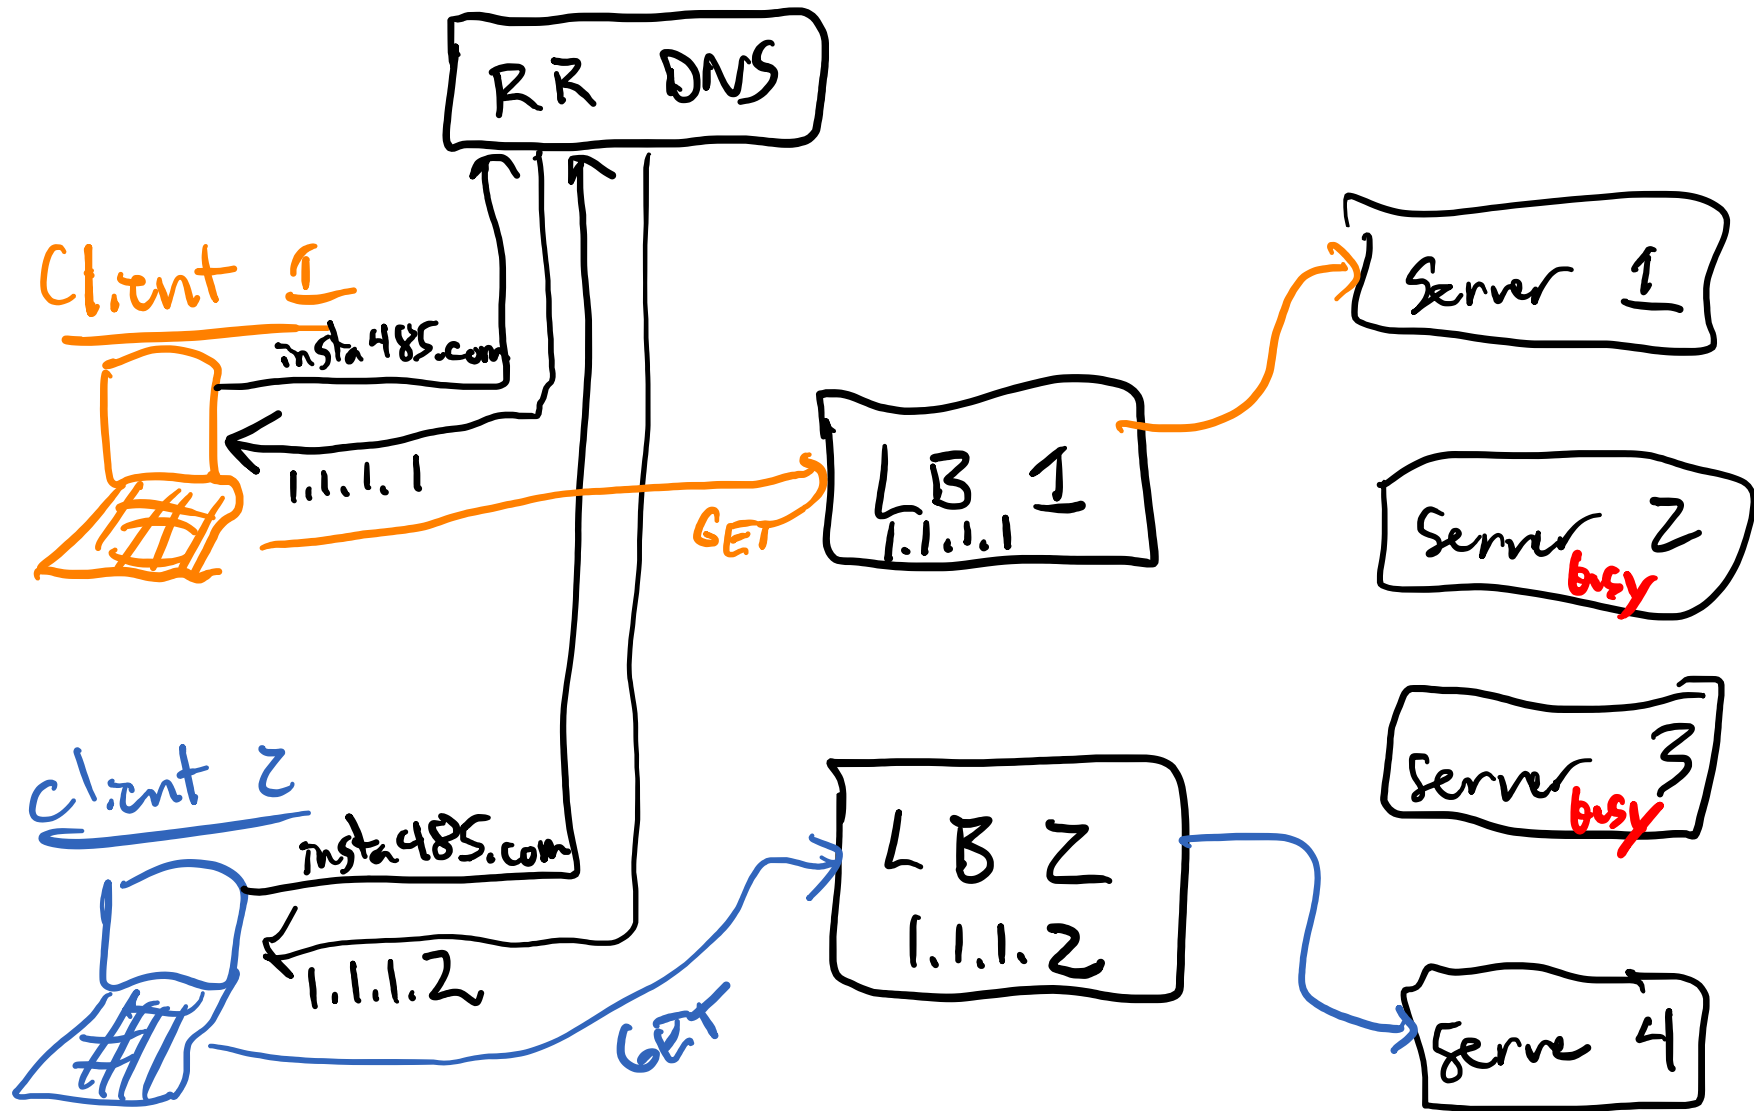 RR DNS
Client 1
insta485.com
1.1.1.1
GET
LB 1
1.1.1.1
Server 1
Server 2
busy
Server 3
busy
Client 2
insta485.com
1.1.1.2
GET
LB 2
1.1.1.2
Serve 4